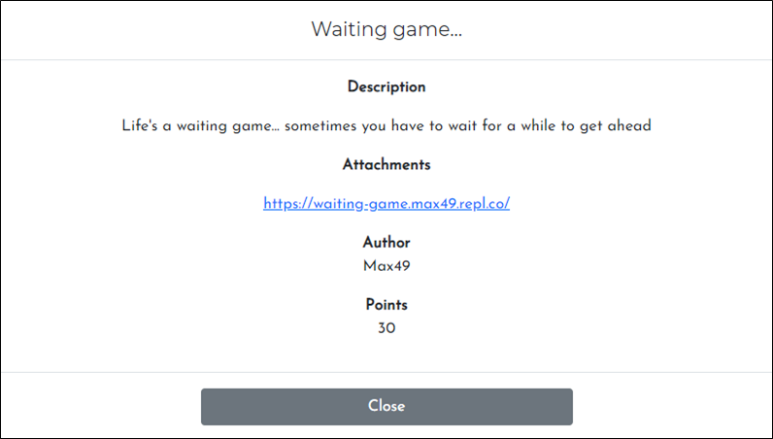 Waiting game...
Description
Life's a waiting game... sometimes you have to wait for a while to get ahead
Attachments
https://waiting-game.max49.repl.co/
Author
Max49
Points
30
Close